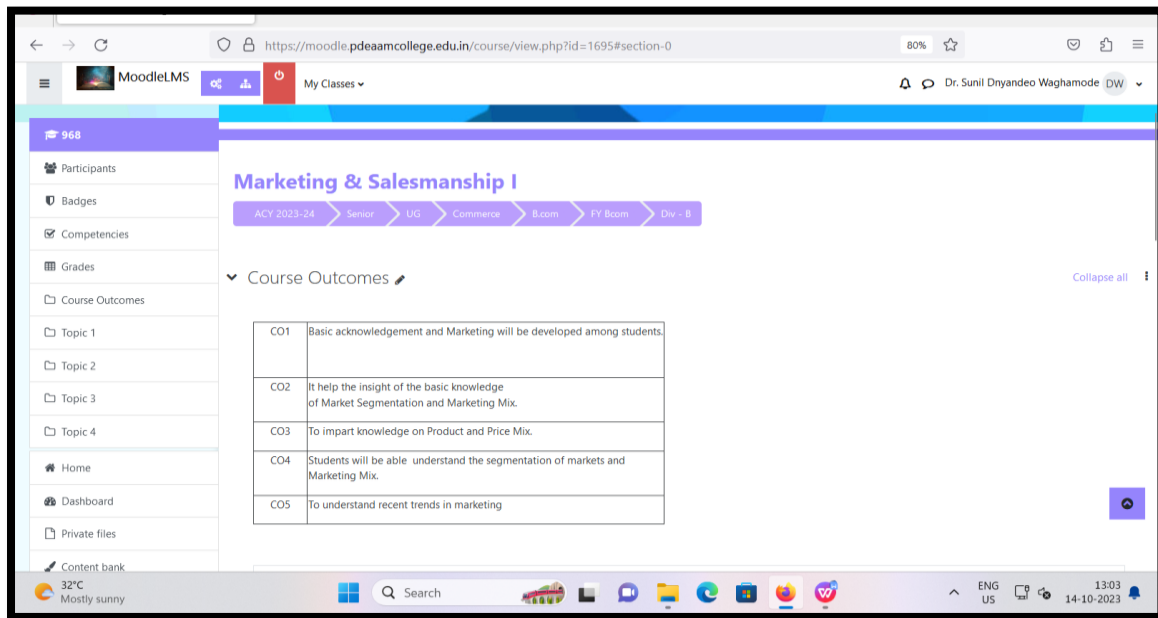 https://moodle.pdeaamcollege.edu.in/course/view.php?id=1695#section-0
80%
MoodleLMS
My Classes
Dr. Sunil Dnyandeo Waghamode DW
968
Participants
Badges
Competencies
Grades
Course Outcomes
Topic 1
Topic 2
Topic 3
Topic 4
Home
Dashboard
Private files
Content bank
Marketing & Salesmanship I
ACY 2023-24 Senior UG Commerce B.com FY Bcom Div - B
Course Outcomes
Collapse all
CO1 Basic acknowledgement and Marketing will be developed among students.
CO2 It help the insight of the basic knowledge
of Market Segmentation and Marketing Mix.
CO3 To impart knowledge on Product and Price Mix.
CO4 Students will be able understand the segmentation of markets and
Marketing Mix.
CO5 To understand recent trends in marketing
32°C
Mostly sunny
Search
ENG
US
13:03
14-10-2023